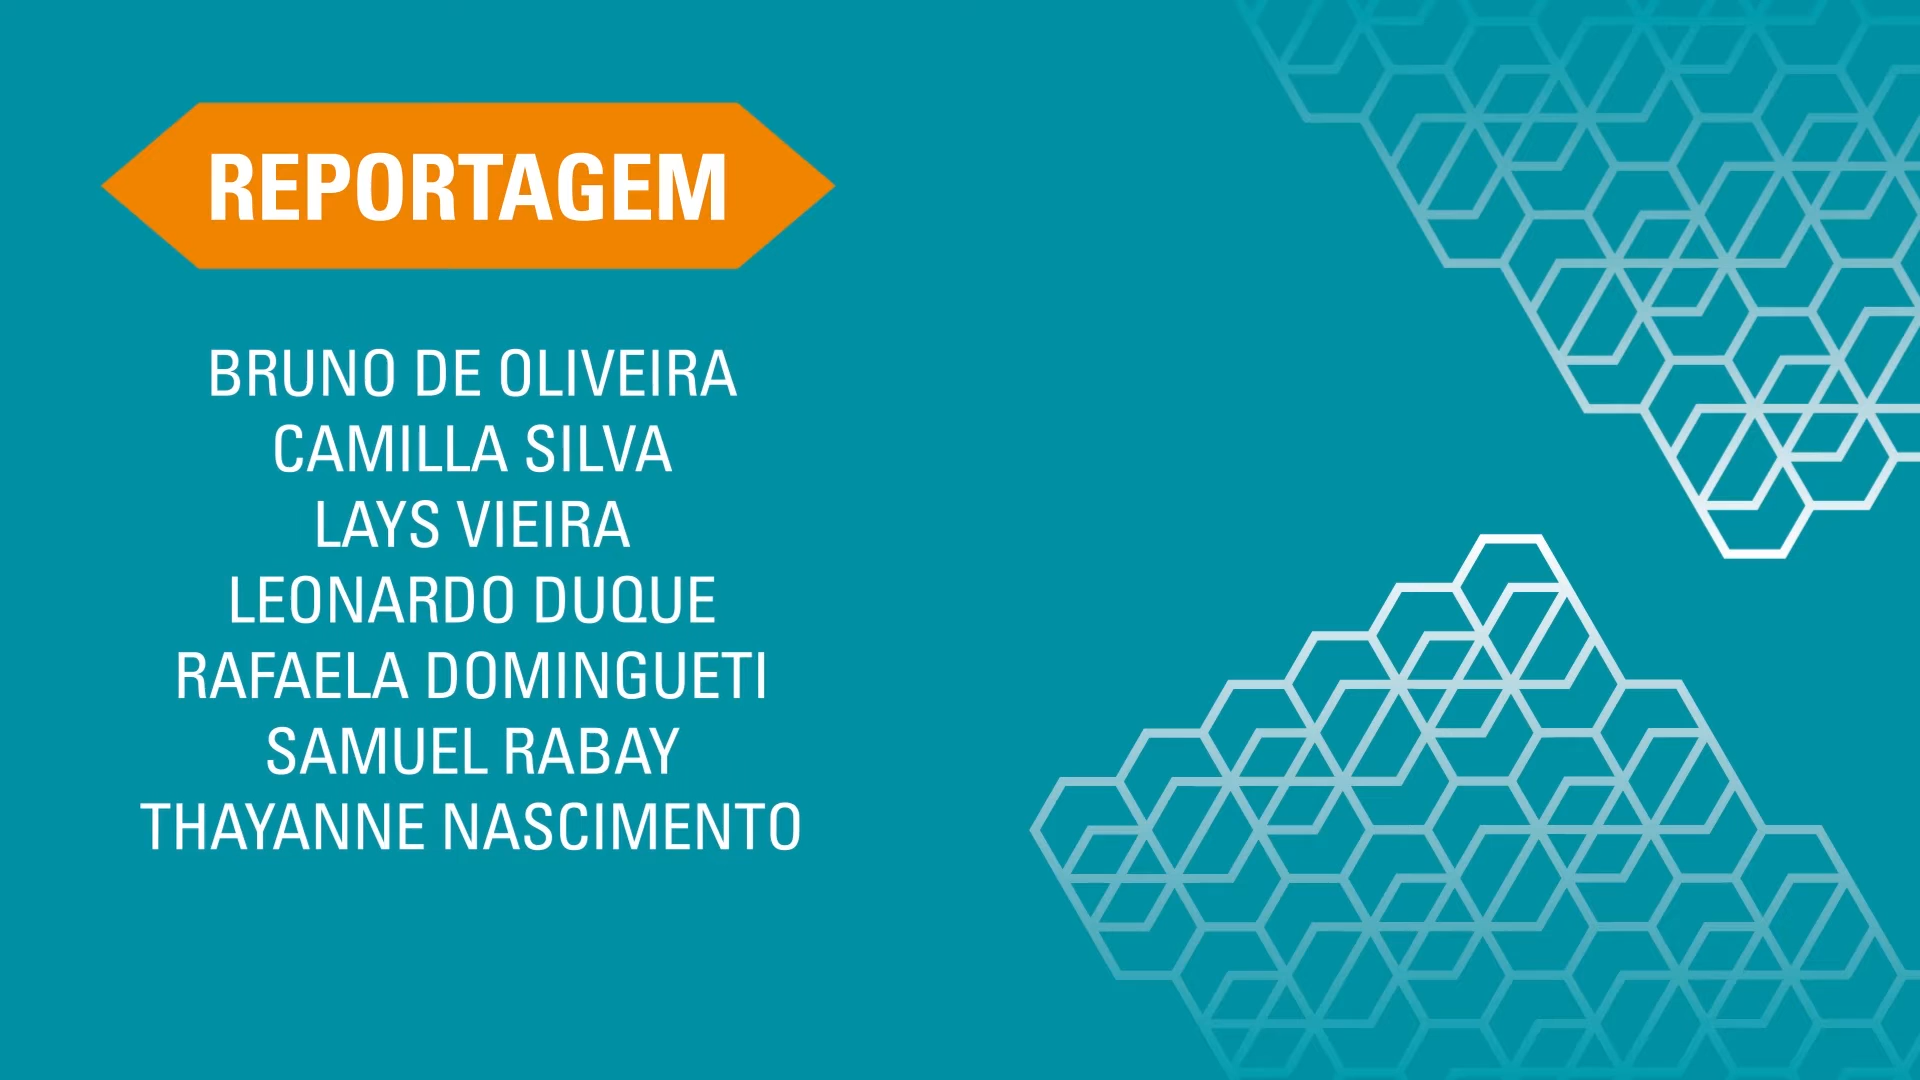 REPORTAGEM
BRUNO DE OLIVEIRA
CAMILLA SILVA
LAYS VIEIRA
LEONARDO DUQUE
RAFAELA DOMINGUETI
SAMUEL RABAY
THAYANNE NASCIMENTO